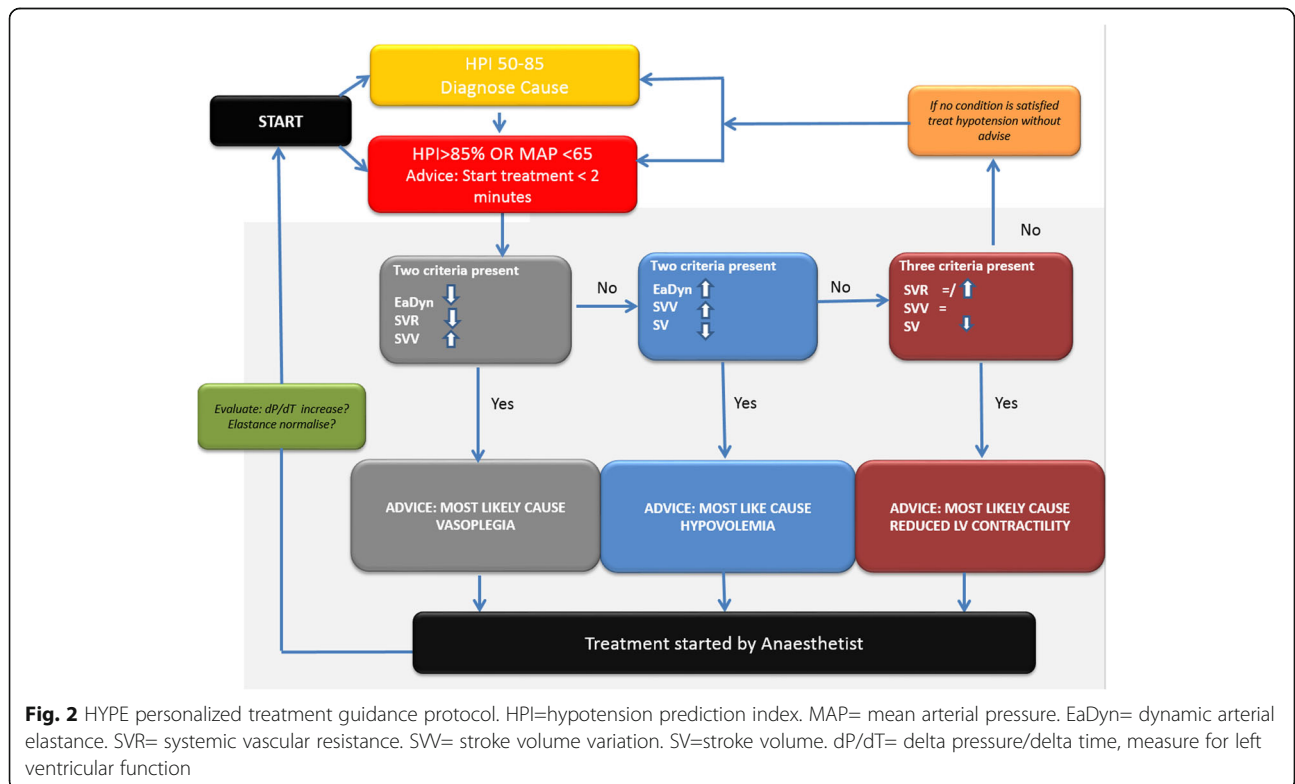 HPI 50-85
Diagnose Cause
START
If no condition is satisfied
treat hypotension without
advise
HPI>85% OR MAP <65
Advice: Start treatment < 2
minutes
No
Two criteria present
EaDyn ⇩
SVR ⇩
SVV ⇧
No
Two criteria present
EaDyn ⇧
SVV ⇧
SV ⇩
No
Three criteria present
SVR =/ ⇧
SVV =
SV ⇩
Evaluate: dP/dT increase?
Elastance normalise?
Yes
Yes
Yes
ADVICE: MOST LIKELY CAUSE
VASOPLEGIA
ADVICE: MOST LIKE CAUSE
HYPOVOLEMIA
ADVICE: MOST LIKELY CAUSE
REDUCED LV CONTRACTILITY
Treatment started by Anaesthetist
Fig. 2 HYPE personalized treatment guidance protocol. HPI=hypotension prediction index. MAP= mean arterial pressure. EaDyn= dynamic arterial
elastance. SVR= systemic vascular resistance. SVV= stroke volume variation. SV=stroke volume. dP/dT= delta pressure/delta time, measure for left
ventricular function